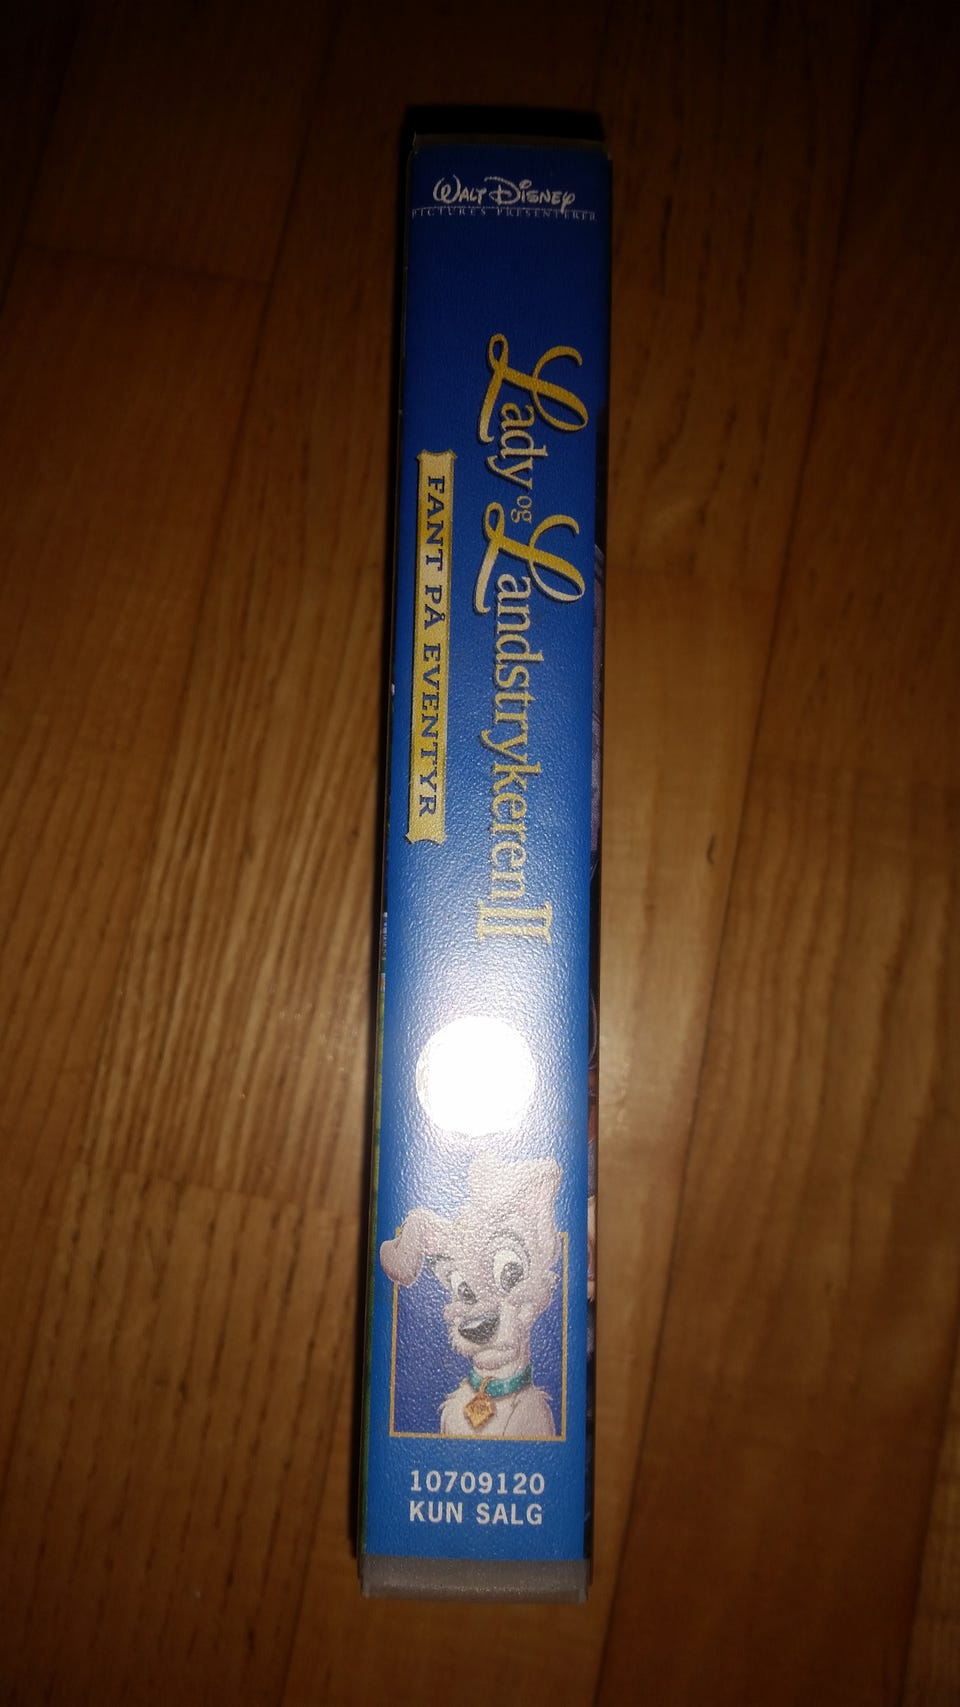 Walt Disney
PICTURES PRESENTERER
Lady og Landstrykeren II
FANT PÅ EVENTYR
10709120
KUN SALG